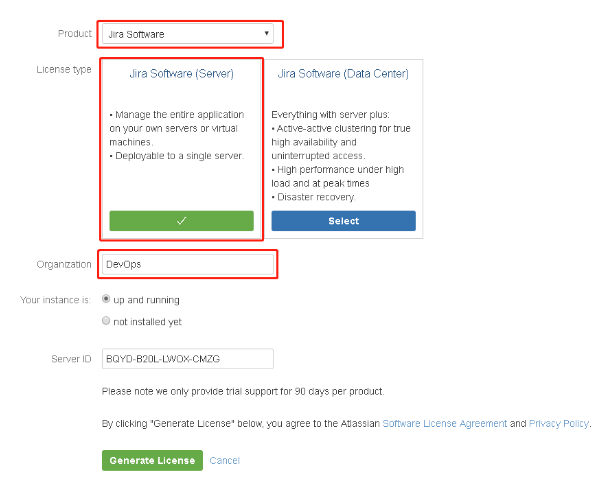 Product
Jira Software
License type
Jira Software (Server)
• Manage the entire application
on your own servers or virtual
machines.
• Deployable to a single server.
Jira Software (Data Center)
Everything with server plus:
• Active-active clustering for true
high availability and
uninterrupted access.
• High performance under high
load and at peak times
• Disaster recovery.
Select
Organization
DevOps
Your instance is:
up and running
not installed yet
Server ID
BQYD-B20L-LWOX-CMZG
Please note we only provide trial support for 90 days per product.
By clicking "Generate License" below, you agree to the Atlassian Software License Agreement and Privacy Policy.
Generate License Cancel